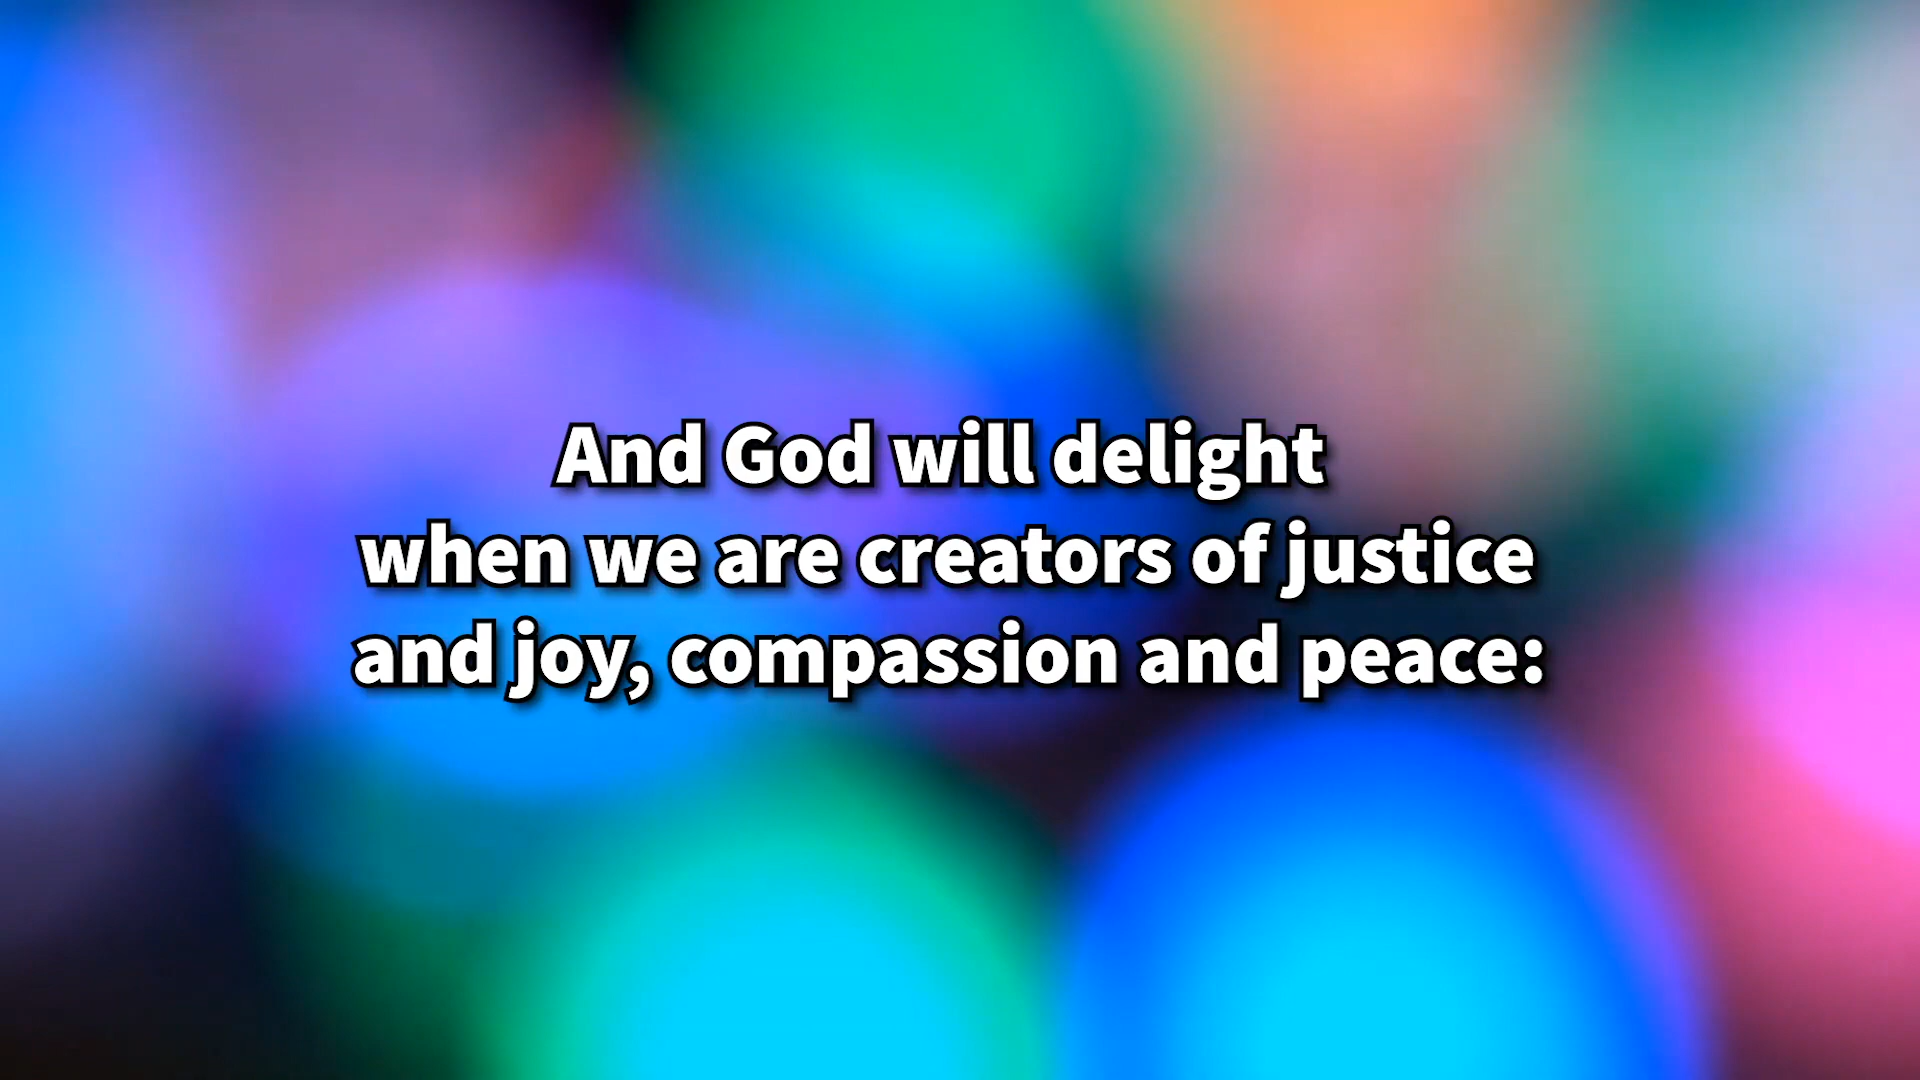 And God will delight
when we are creators of justice
and joy, compassion and peace: